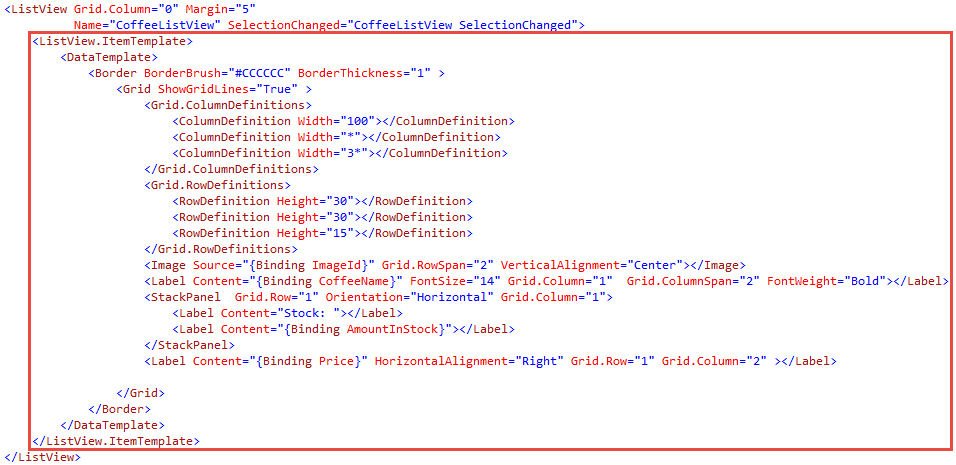 <ListView Grid.Column="0" Margin="5"
Name="CoffeeListView" SelectionChanged="CoffeeListView SelectionChanged">
<ListView.ItemTemplate>
<DataTemplate>
<Border BorderBrush="#CCCCCC" BorderThickness="1" >
<Grid ShowGridLines="True" >
<Grid.ColumnDefinitions>
<ColumnDefinition Width="100"></ColumnDefinition>
<ColumnDefinition Width="*"></ColumnDefinition>
<ColumnDefinition Width="3*"></ColumnDefinition>
</Grid.ColumnDefinitions>
<Grid.RowDefinitions>
<RowDefinition Height="30"></RowDefinition>
<RowDefinition Height="30"></RowDefinition>
<RowDefinition Height="15"></RowDefinition>
</Grid.RowDefinitions>
<Image Source="{Binding ImageId}" Grid.RowSpan="2" VerticalAlignment="Center"></Image>
<Label Content="{Binding CoffeeName}" FontSize="14" Grid.Column="1"  Grid.ColumnSpan="2" FontWeight="Bold"></Label>
<StackPanel  Grid.Row="1" Orientation="Horizontal" Grid.Column="1">
<Label Content="Stock: "></Label>
<Label Content="{Binding AmountInStock}"></Label>
</StackPanel>
<Label Content="{Binding Price}" HorizontalAlignment="Right" Grid.Row="1" Grid.Column="2" ></Label>
</Grid>
</Border>
</DataTemplate>
</ListView.ItemTemplate>
</ListView>